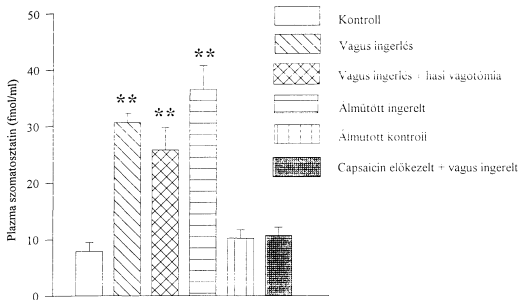 50
40
30
20
10
0
Plazma szomatosztatin (fmol/ml)
**
**
**
Kontroll
Vagus ingerlés
Vagus ingerlés + hasi vagotómia
Álműtött ingerelt
Álműtött kontroll
Capsaicin előkezelt + vagus ingerelt